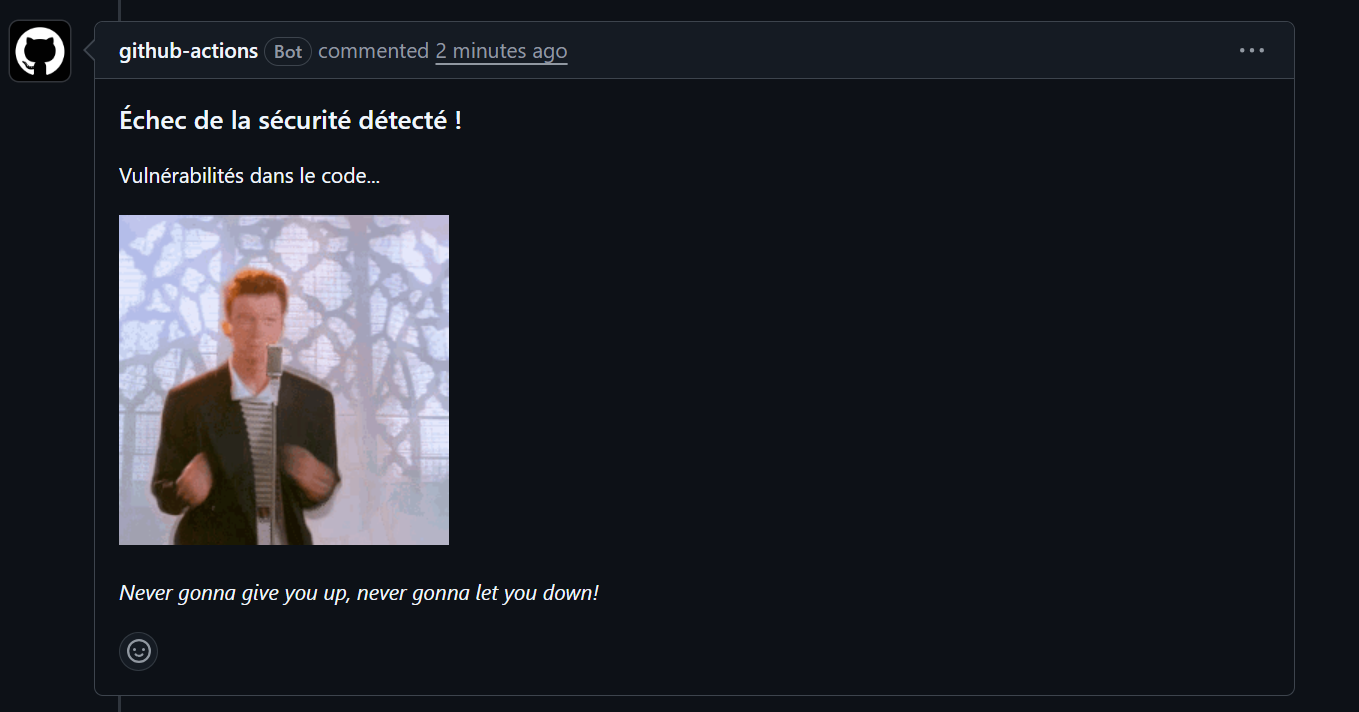 github-actions Bot commented 2 minutes ago
Échec de la sécurité détecté !
Vulnérabilités dans le code...
Never gonna give you up, never gonna let you down!